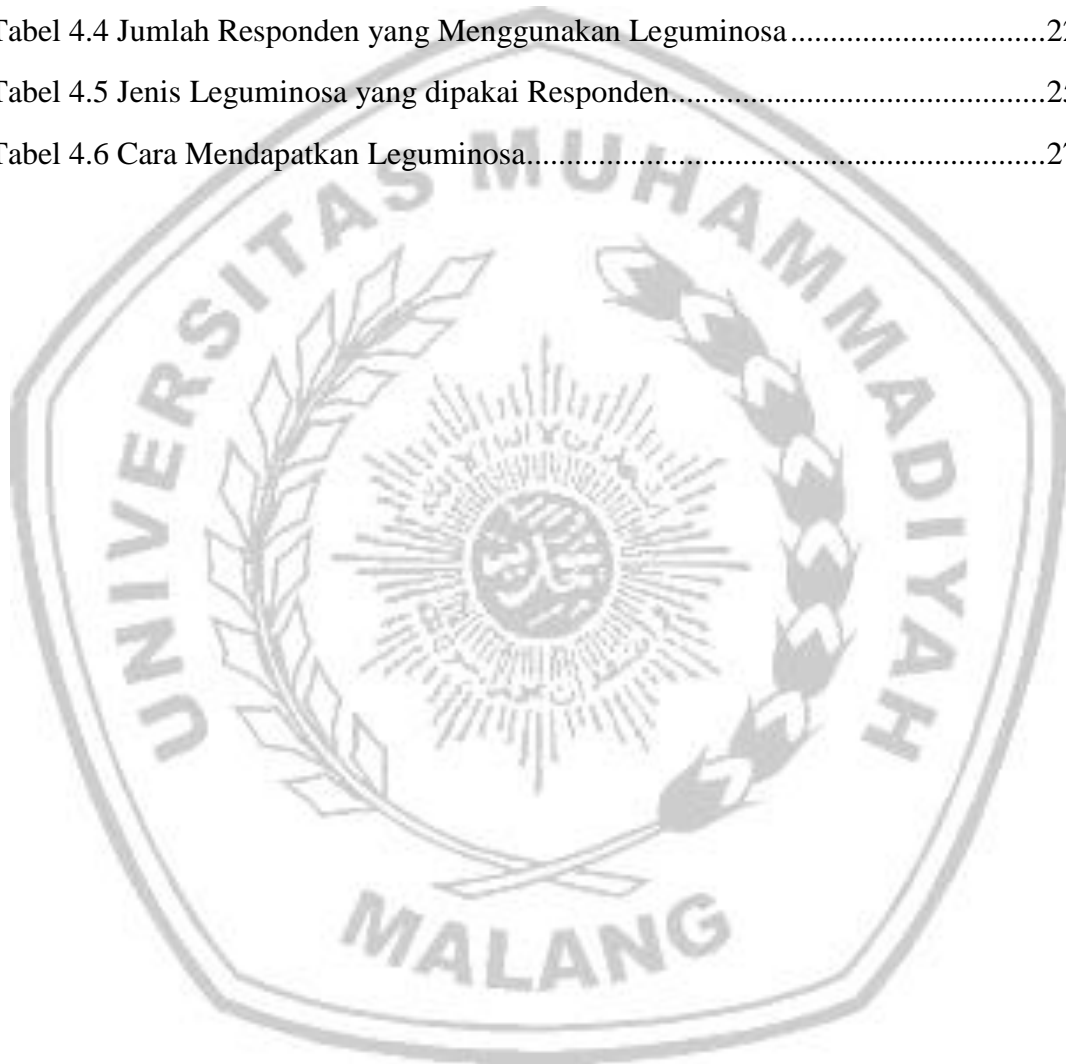 Tabel 4.4 Jumlah Responden yang Menggunakan Leguminosa
Tabel 4.5 Jenis Leguminosa yang dipakai Responden
Tabel 4.6 Cara Mendapatkan Leguminosa
UNIVERSITAS MUHAMMADIYAH
MALANG